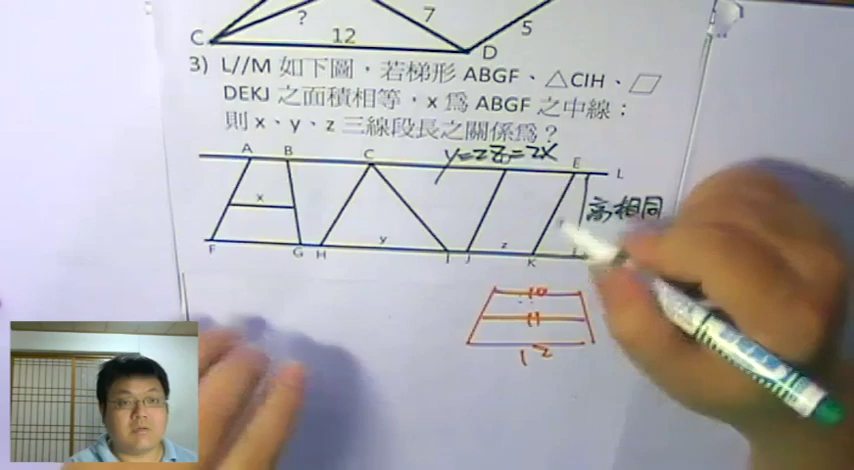 ?
7
5
C
12
D
3) L//M 如下圖，若梯形 ABGF、△CIH、▱
DEKJ 之面積相等，x 為 ABGF 之中線：
則 x、y、z 三線段長之關係為？
y=2z=2x
A B C E L
x
高相同
F G H y I J z K
10
11
12